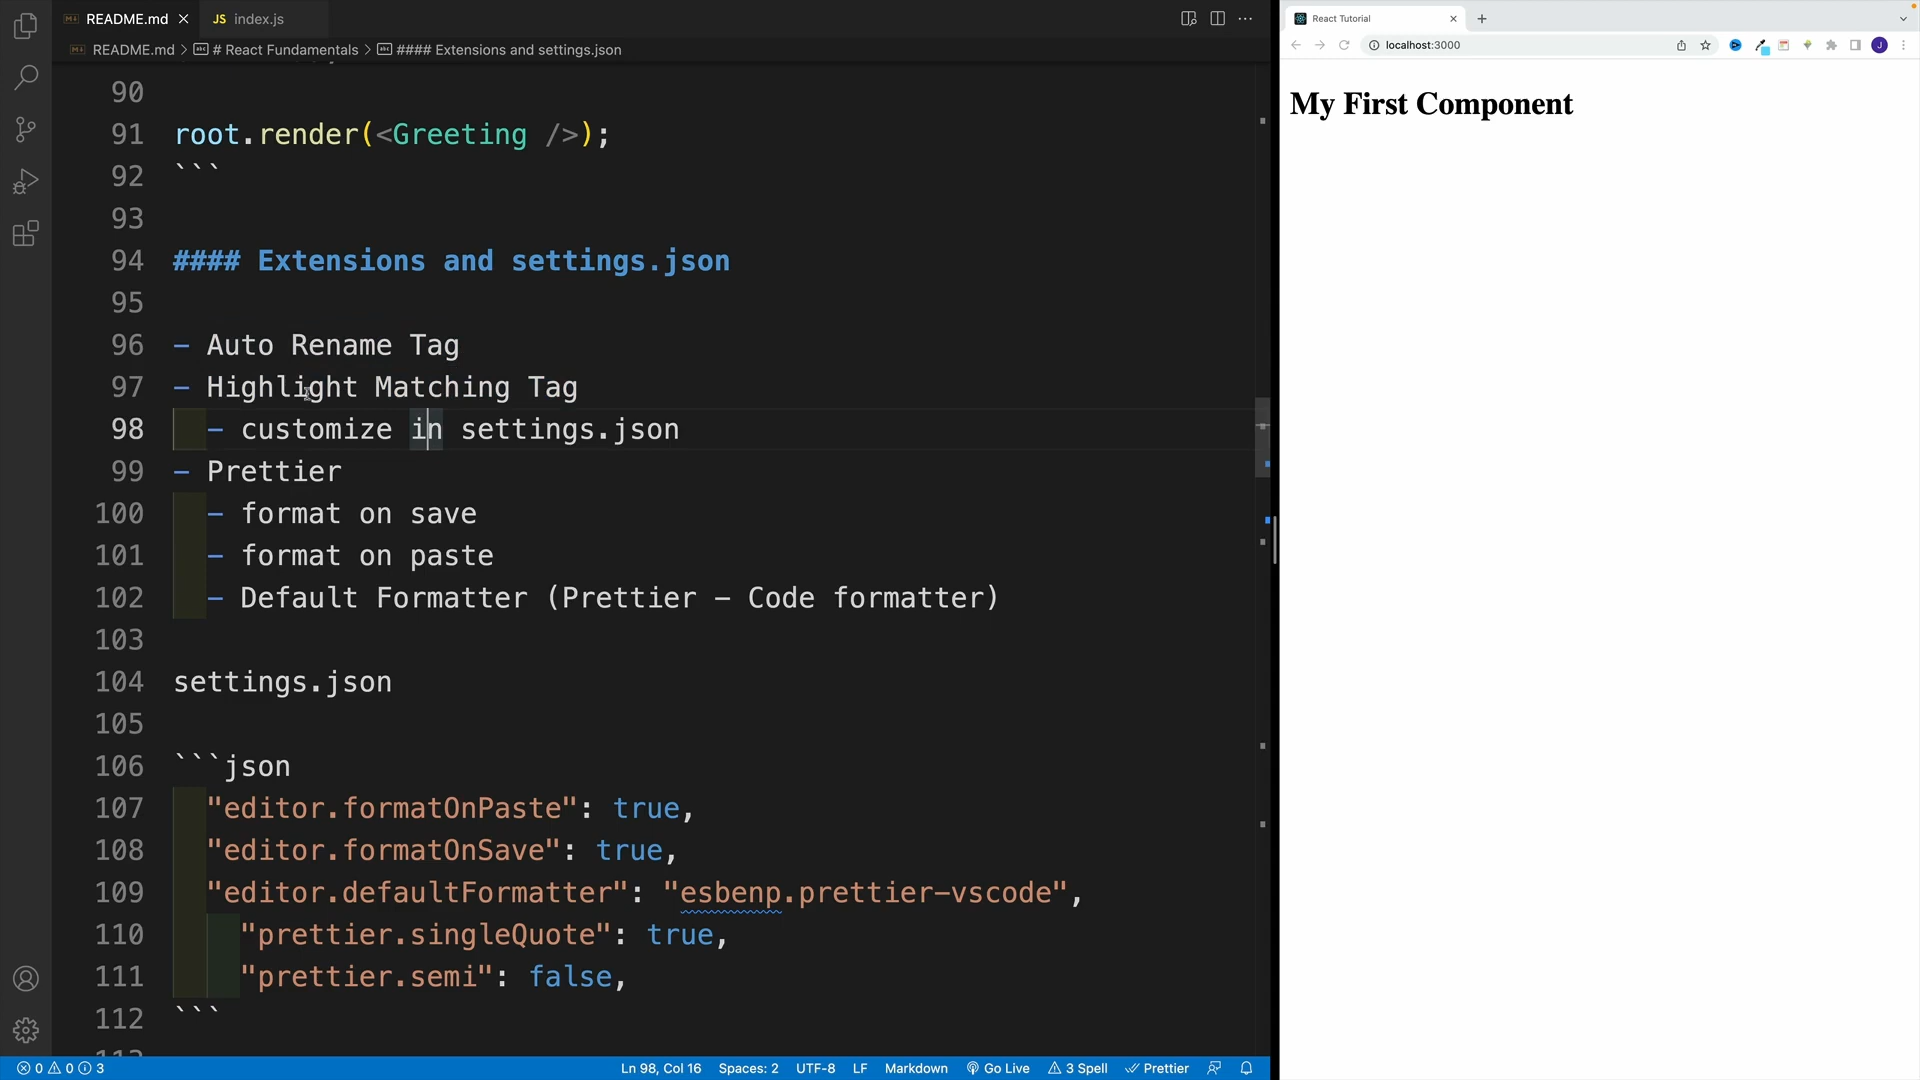 README.md
JS index.js
README.md > # React Fundamentals > #### Extensions and settings.json
90
91 root.render(<Greeting />);
92 ```
93
94 #### Extensions and settings.json
95
96 - Auto Rename Tag
97 - Highlight Matching Tag
98 - customize in settings.json
99 - Prettier
100 - format on save
101 - format on paste
102 - Default Formatter (Prettier - Code formatter)
103
104 settings.json
105
106 ```json
107 "editor.formatOnPaste": true,
108 "editor.formatOnSave": true,
109 "editor.defaultFormatter": "esbenp.prettier-vscode",
110 "prettier.singleQuote": true,
111 "prettier.semi": false,
112 ```
0 0 3
Ln 98, Col 16
Spaces: 2
UTF-8
LF
Markdown
Go Live
3 Spell
Prettier
React Tutorial
localhost:3000
J
My First Component